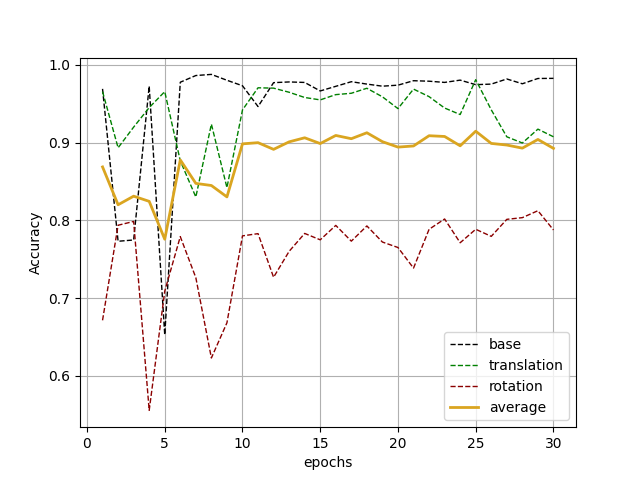 1.0
0.9
0.8
0.7
0.6
Accuracy
0 5 10 15 20 25 30
epochs
base
translation
rotation
average